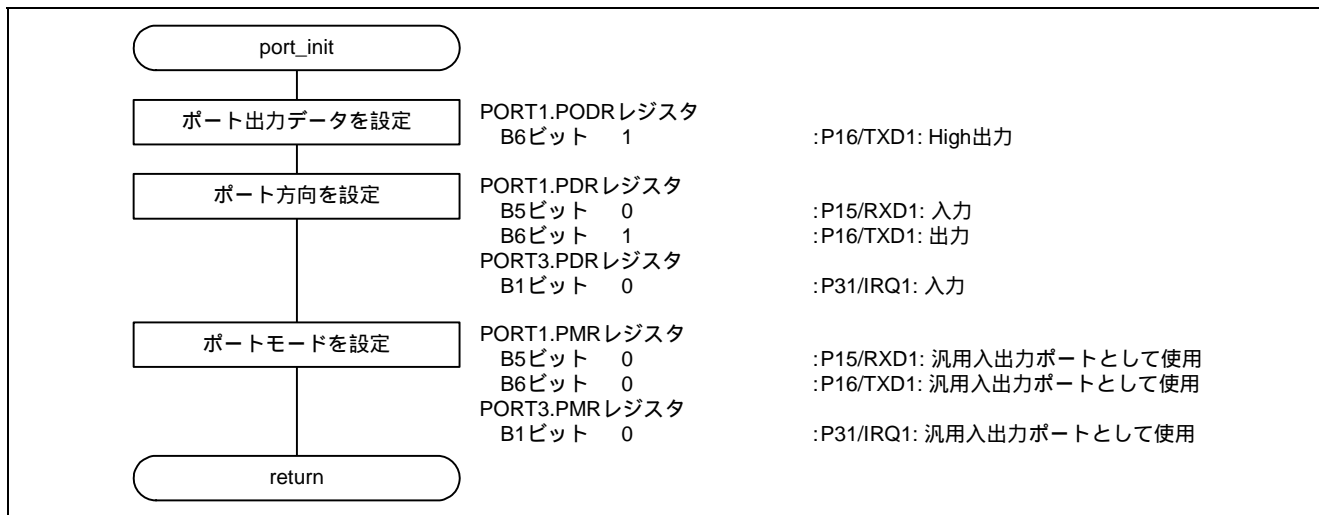 port_init
ポート出力データを設定
PORT1.PODRレジスタ
B6ビット 1 :P16/TXD1: High出力
ポート方向を設定
PORT1.PDRレジスタ
B5ビット 0 :P15/RXD1: 入力
B6ビット 1 :P16/TXD1: 出力
PORT3.PDRレジスタ
B1ビット 0 :P31/IRQ1: 入力
ポートモードを設定
PORT1.PMRレジスタ
B5ビット 0 :P15/RXD1: 汎用入出力ポートとして使用
B6ビット 0 :P16/TXD1: 汎用入出力ポートとして使用
PORT3.PMRレジスタ
B1ビット 0 :P31/IRQ1: 汎用入出力ポートとして使用
return